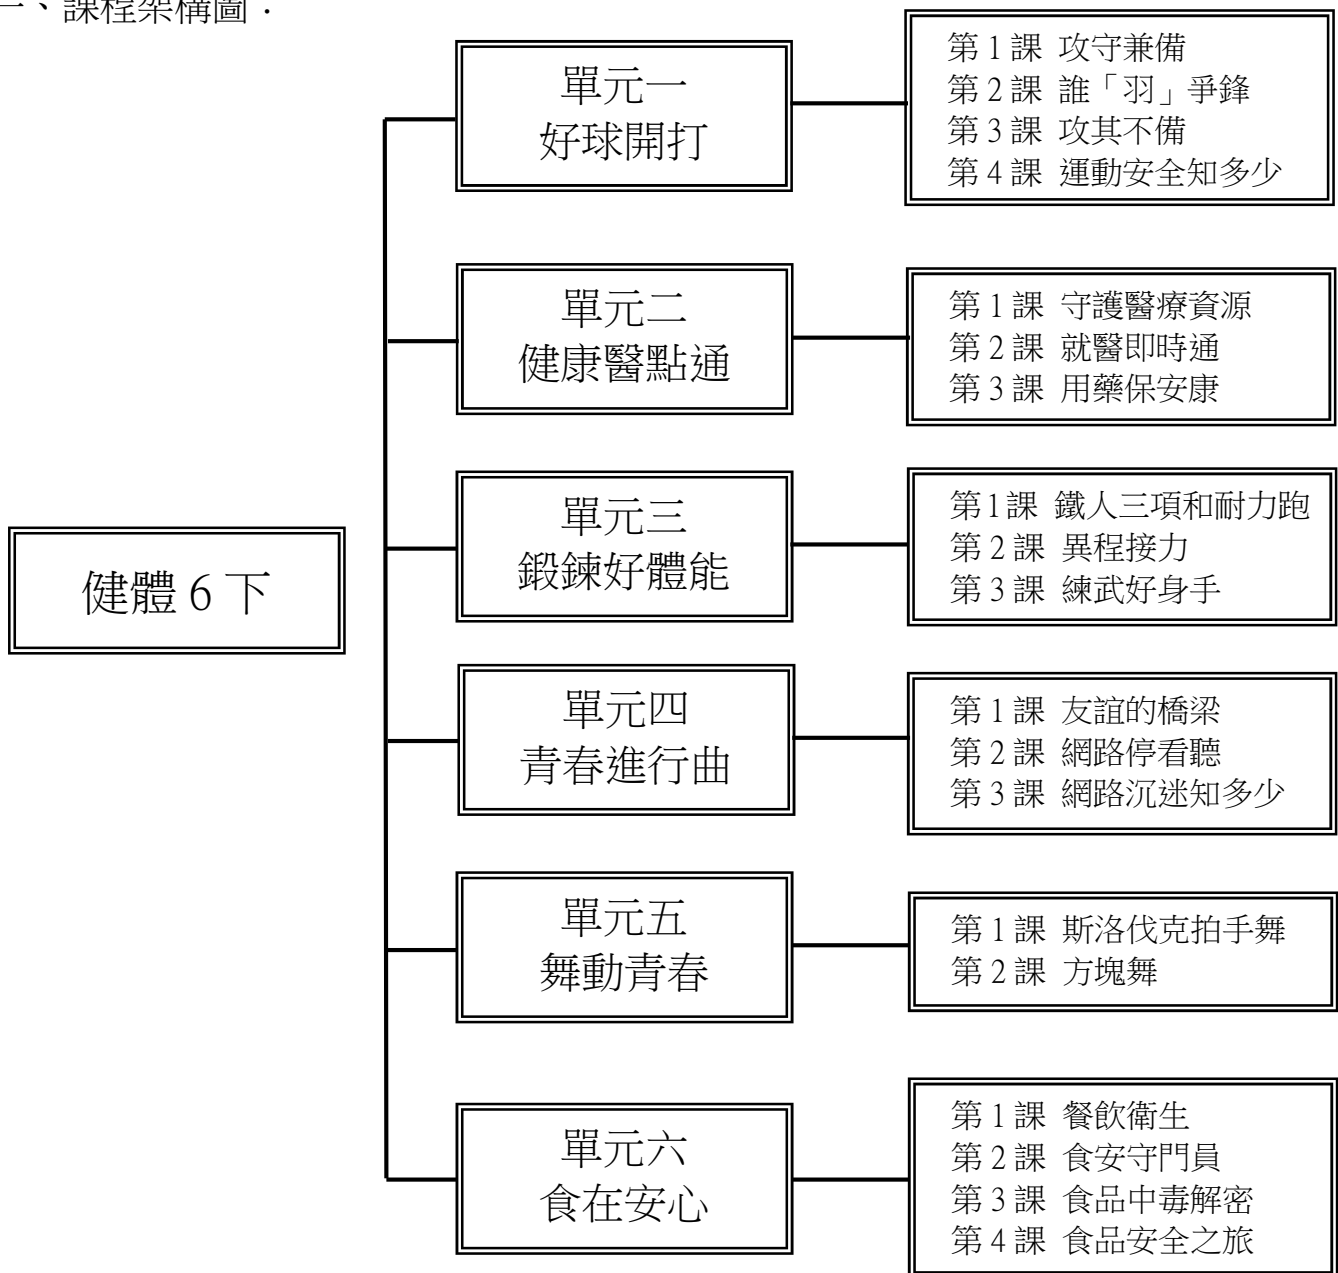 一、課程架構圖：
健體 6 下
單元一
好球開打
第 1 課 攻守兼備
第 2 課 誰「羽」爭鋒
第 3 課 攻其不備
第 4 課 運動安全知多少
單元二
健康醫點通
第 1 課 守護醫療資源
第 2 課 就醫即時通
第 3 課 用藥保安康
單元三
鍛鍊好體能
第1課 鐵人三項和耐力跑
第 2 課 異程接力
第 3 課 練武好身手
單元四
青春進行曲
第 1 課 友誼的橋梁
第 2 課 網路停看聽
第 3 課 網路沉迷知多少
單元五
舞動青春
第 1 課 斯洛伐克拍手舞
第 2 課 方塊舞
單元六
食在安心
第 1 課 餐飲衛生
第 2 課 食安守門員
第 3 課 食品中毒解密
第 4 課 食品安全之旅